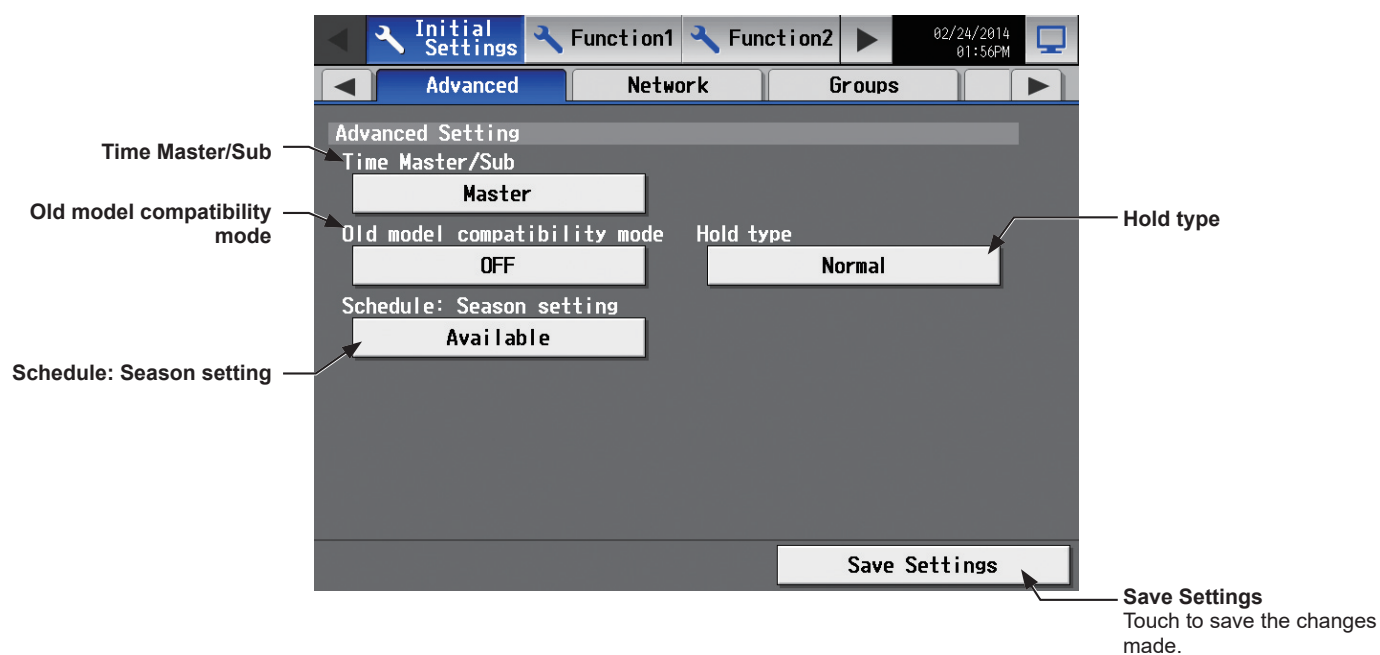 Initial Settings
Function1
Function2
02/24/2014
01:56PM
Advanced
Network
Groups
Advanced Setting
Time Master/Sub
Time Master/Sub
Master
Old model compatibility
mode
Old model compatibility mode
Hold type
Hold type
OFF
Normal
Schedule: Season setting
Available
Schedule: Season setting
Save Settings
Save Settings
Touch to save the changes
made.